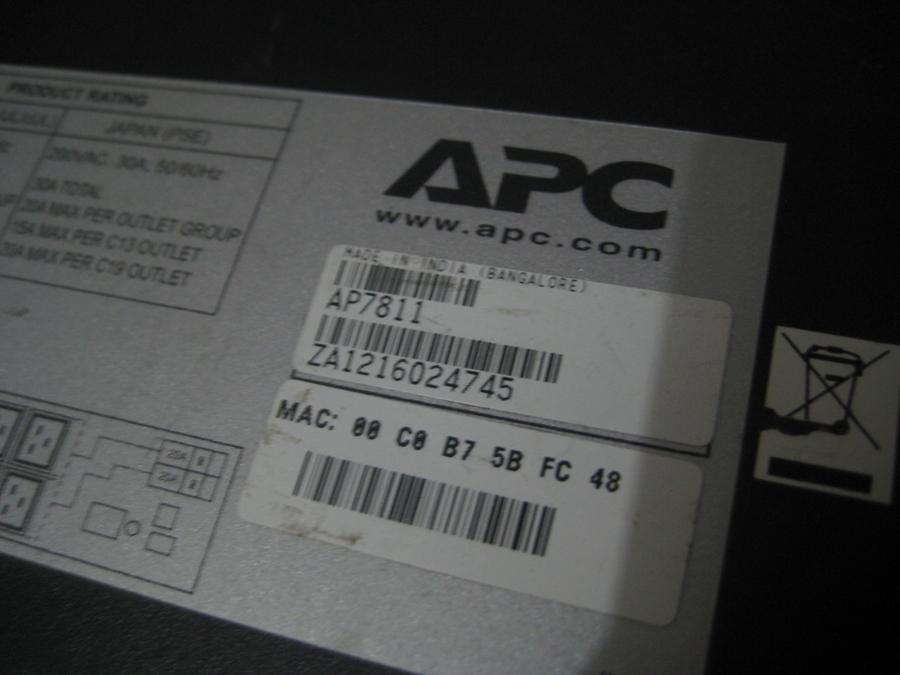 PRODUCT RATING
JAPAN (PSE)
200VAC, 30A, 50/60Hz
30A TOTAL
20A MAX PER OUTLET GROUP
15A MAX PER C13 OUTLET
20A MAX PER C19 OUTLET
APC
www.apc.com
MADE IN INDIA (BANGALORE)
AP7811
ZA1216024745
MAC: 00 C0 B7 5B FC 48
20A
20A